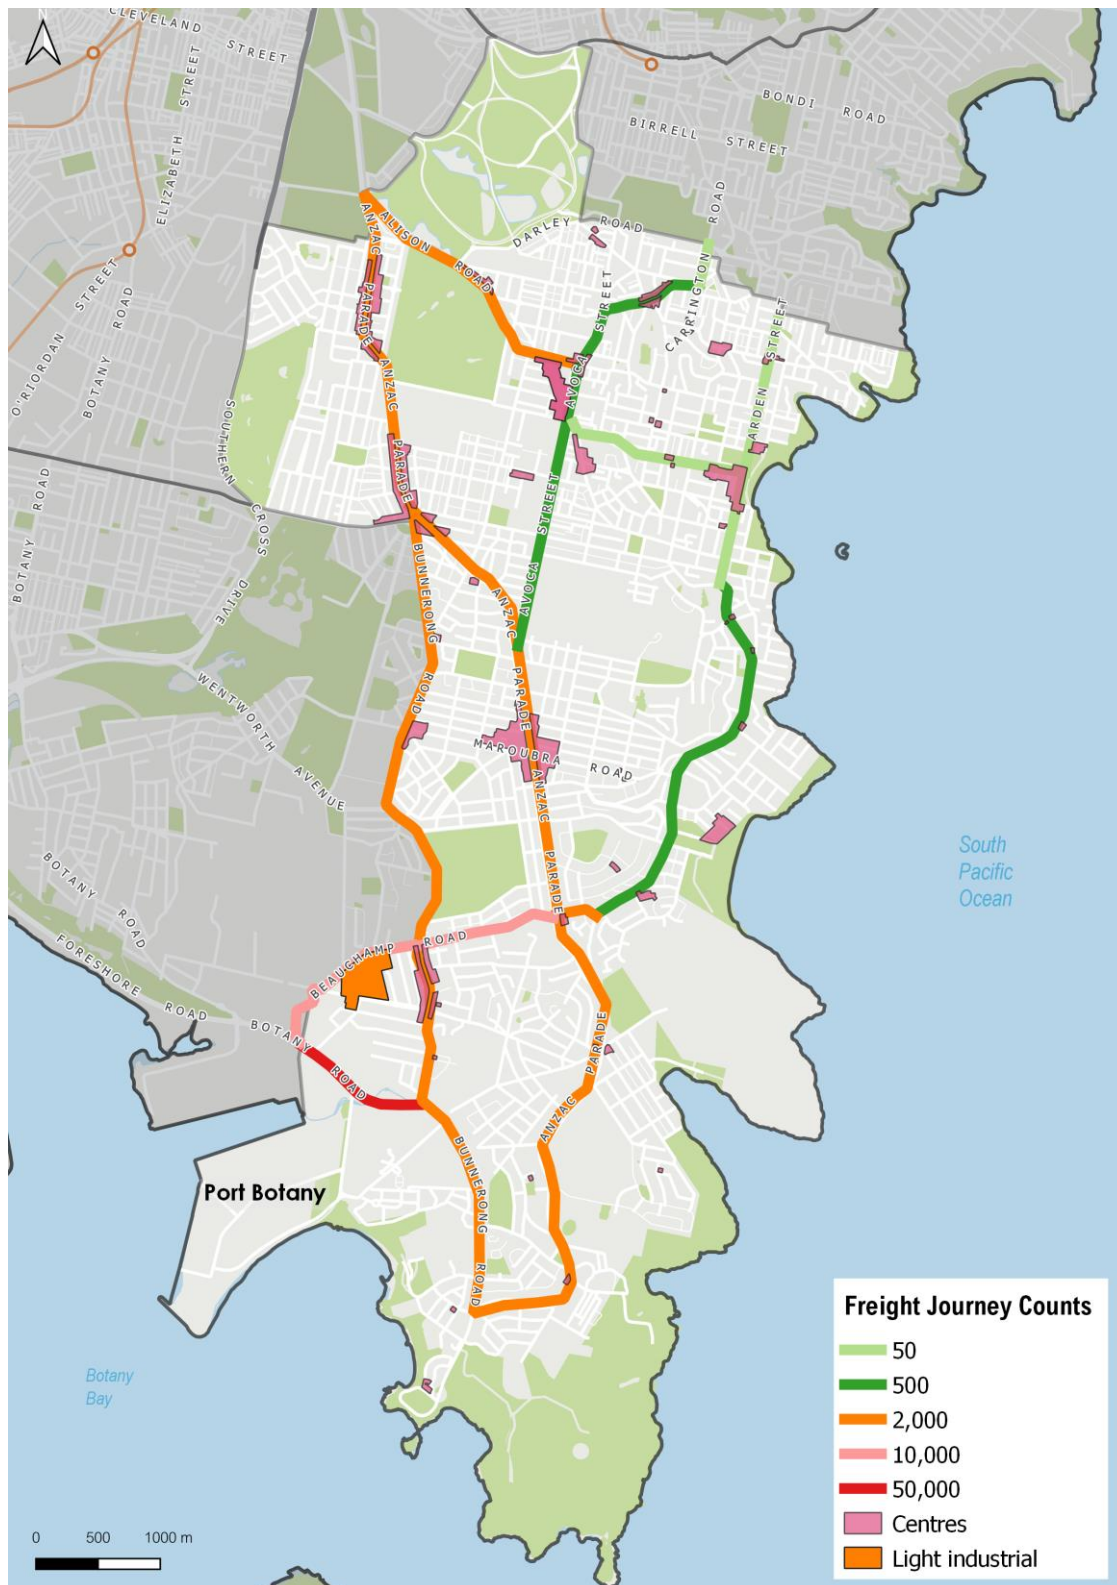 N
CLEVELAND STREET
ELIZABETH STREET
BONDI ROAD
BIRRELL STREET
ROAD
DARLEY ROAD
ANZAC
ALISON ROAD
PARADE
AVOCA STREET
CARRINGTON
STREET
ARDEN
O'RIORDAN STREET
BOTANY ROAD
ANZAC
PARADE
SOUTHERN
CROSS
DRIVE
BOTANY ROAD
AVOCA STREET
BUNNERONG
ROAD
ANZAC
PARADE
WENTWORTH
AVENUE
MAROUBRA ROAD
ANZAC
PARADE
South
Pacific
Ocean
BOTANY ROAD
FORESHORE ROAD
BEAUCHAMP ROAD
BOTANY ROAD
ANZAC PARADE
BUNNERONG
ROAD
Port Botany
Botany
Bay
Freight Journey Counts
50
500
2,000
10,000
50,000
Centres
Light industrial
0 500 1000 m